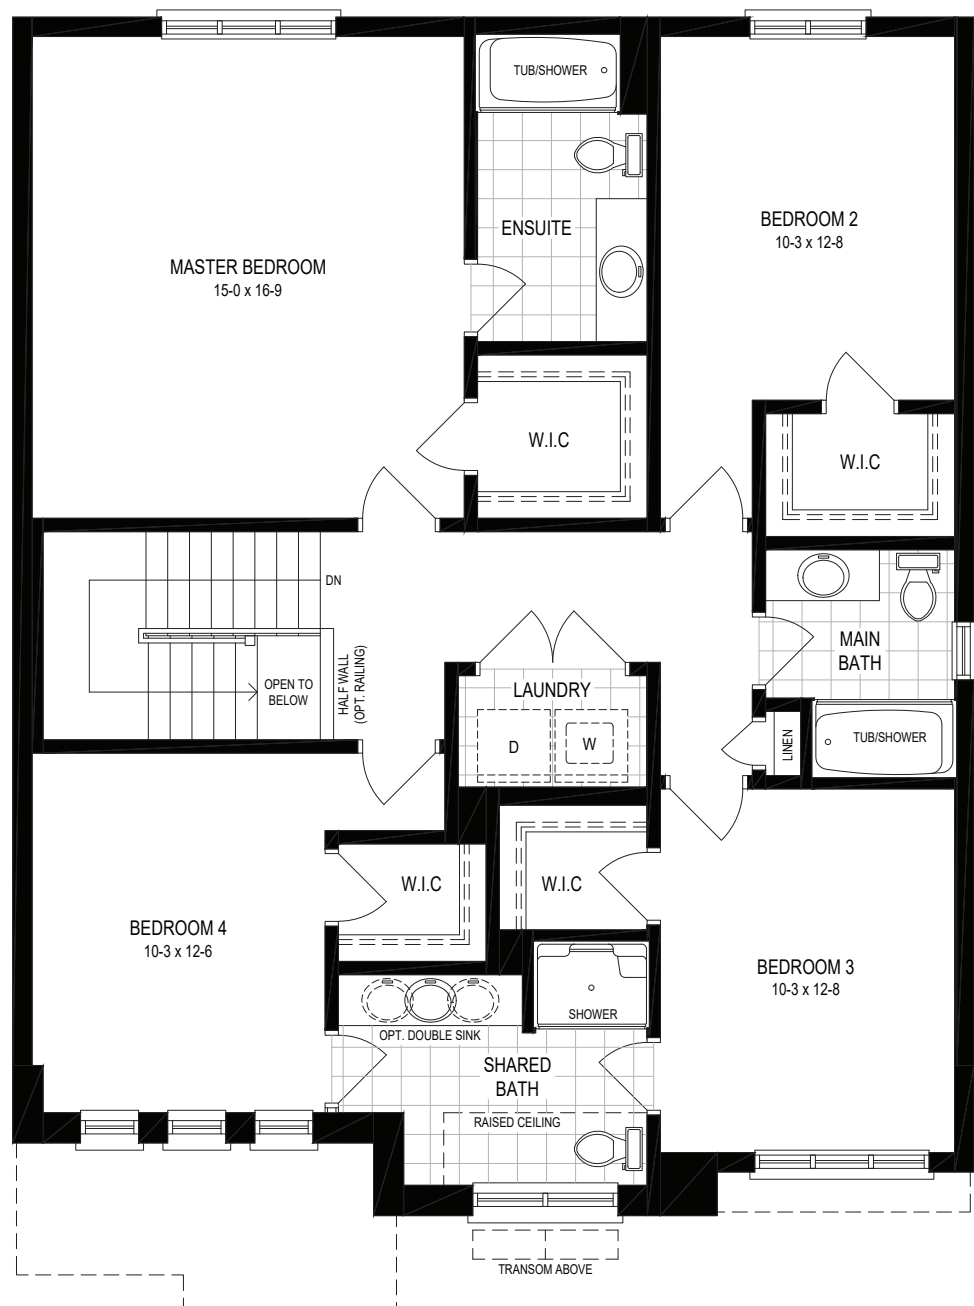 TUB/SHOWER
ENSUITE
BEDROOM 2
10-3 x 12-8
MASTER BEDROOM
15-0 x 16-9
W.I.C
W.I.C
DN
HALF WALL
(OPT. RAILING)
OPEN TO
BELOW
MAIN
BATH
LAUNDRY
D
W
LINEN
TUB/SHOWER
W.I.C
W.I.C
BEDROOM 4
10-3 x 12-6
BEDROOM 3
10-3 x 12-8
SHOWER
OPT. DOUBLE SINK
SHARED
BATH
RAISED CEILING
TRANSOM ABOVE